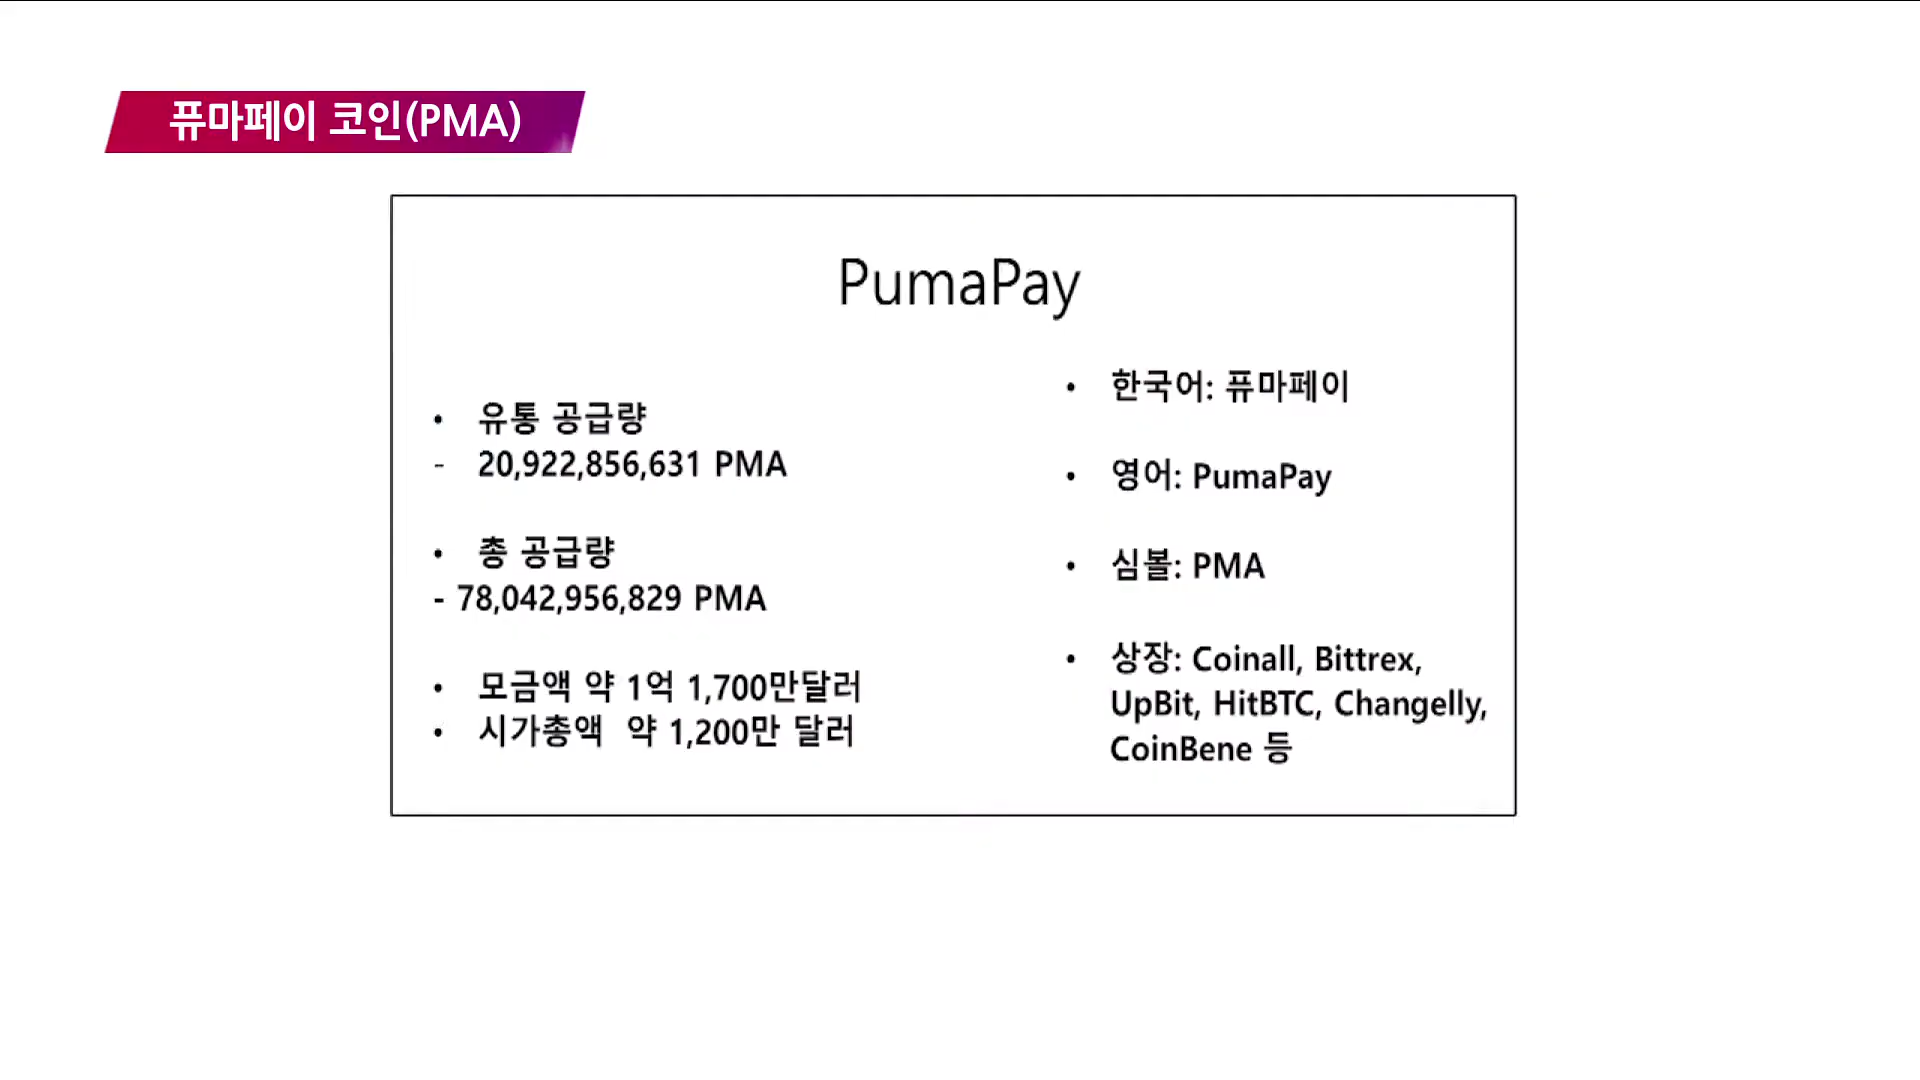 퓨마페이 코인(PMA)
PumaPay
• 유통 공급량
- 20,922,856,631 PMA
• 총 공급량
- 78,042,956,829 PMA
• 모금액 약 1억 1,700만달러
• 시가총액 약 1,200만 달러
• 한국어: 퓨마페이
• 영어: PumaPay
• 심볼: PMA
• 상장: Coinall, Bittrex,
UpBit, HitBTC, Changelly,
CoinBene 등